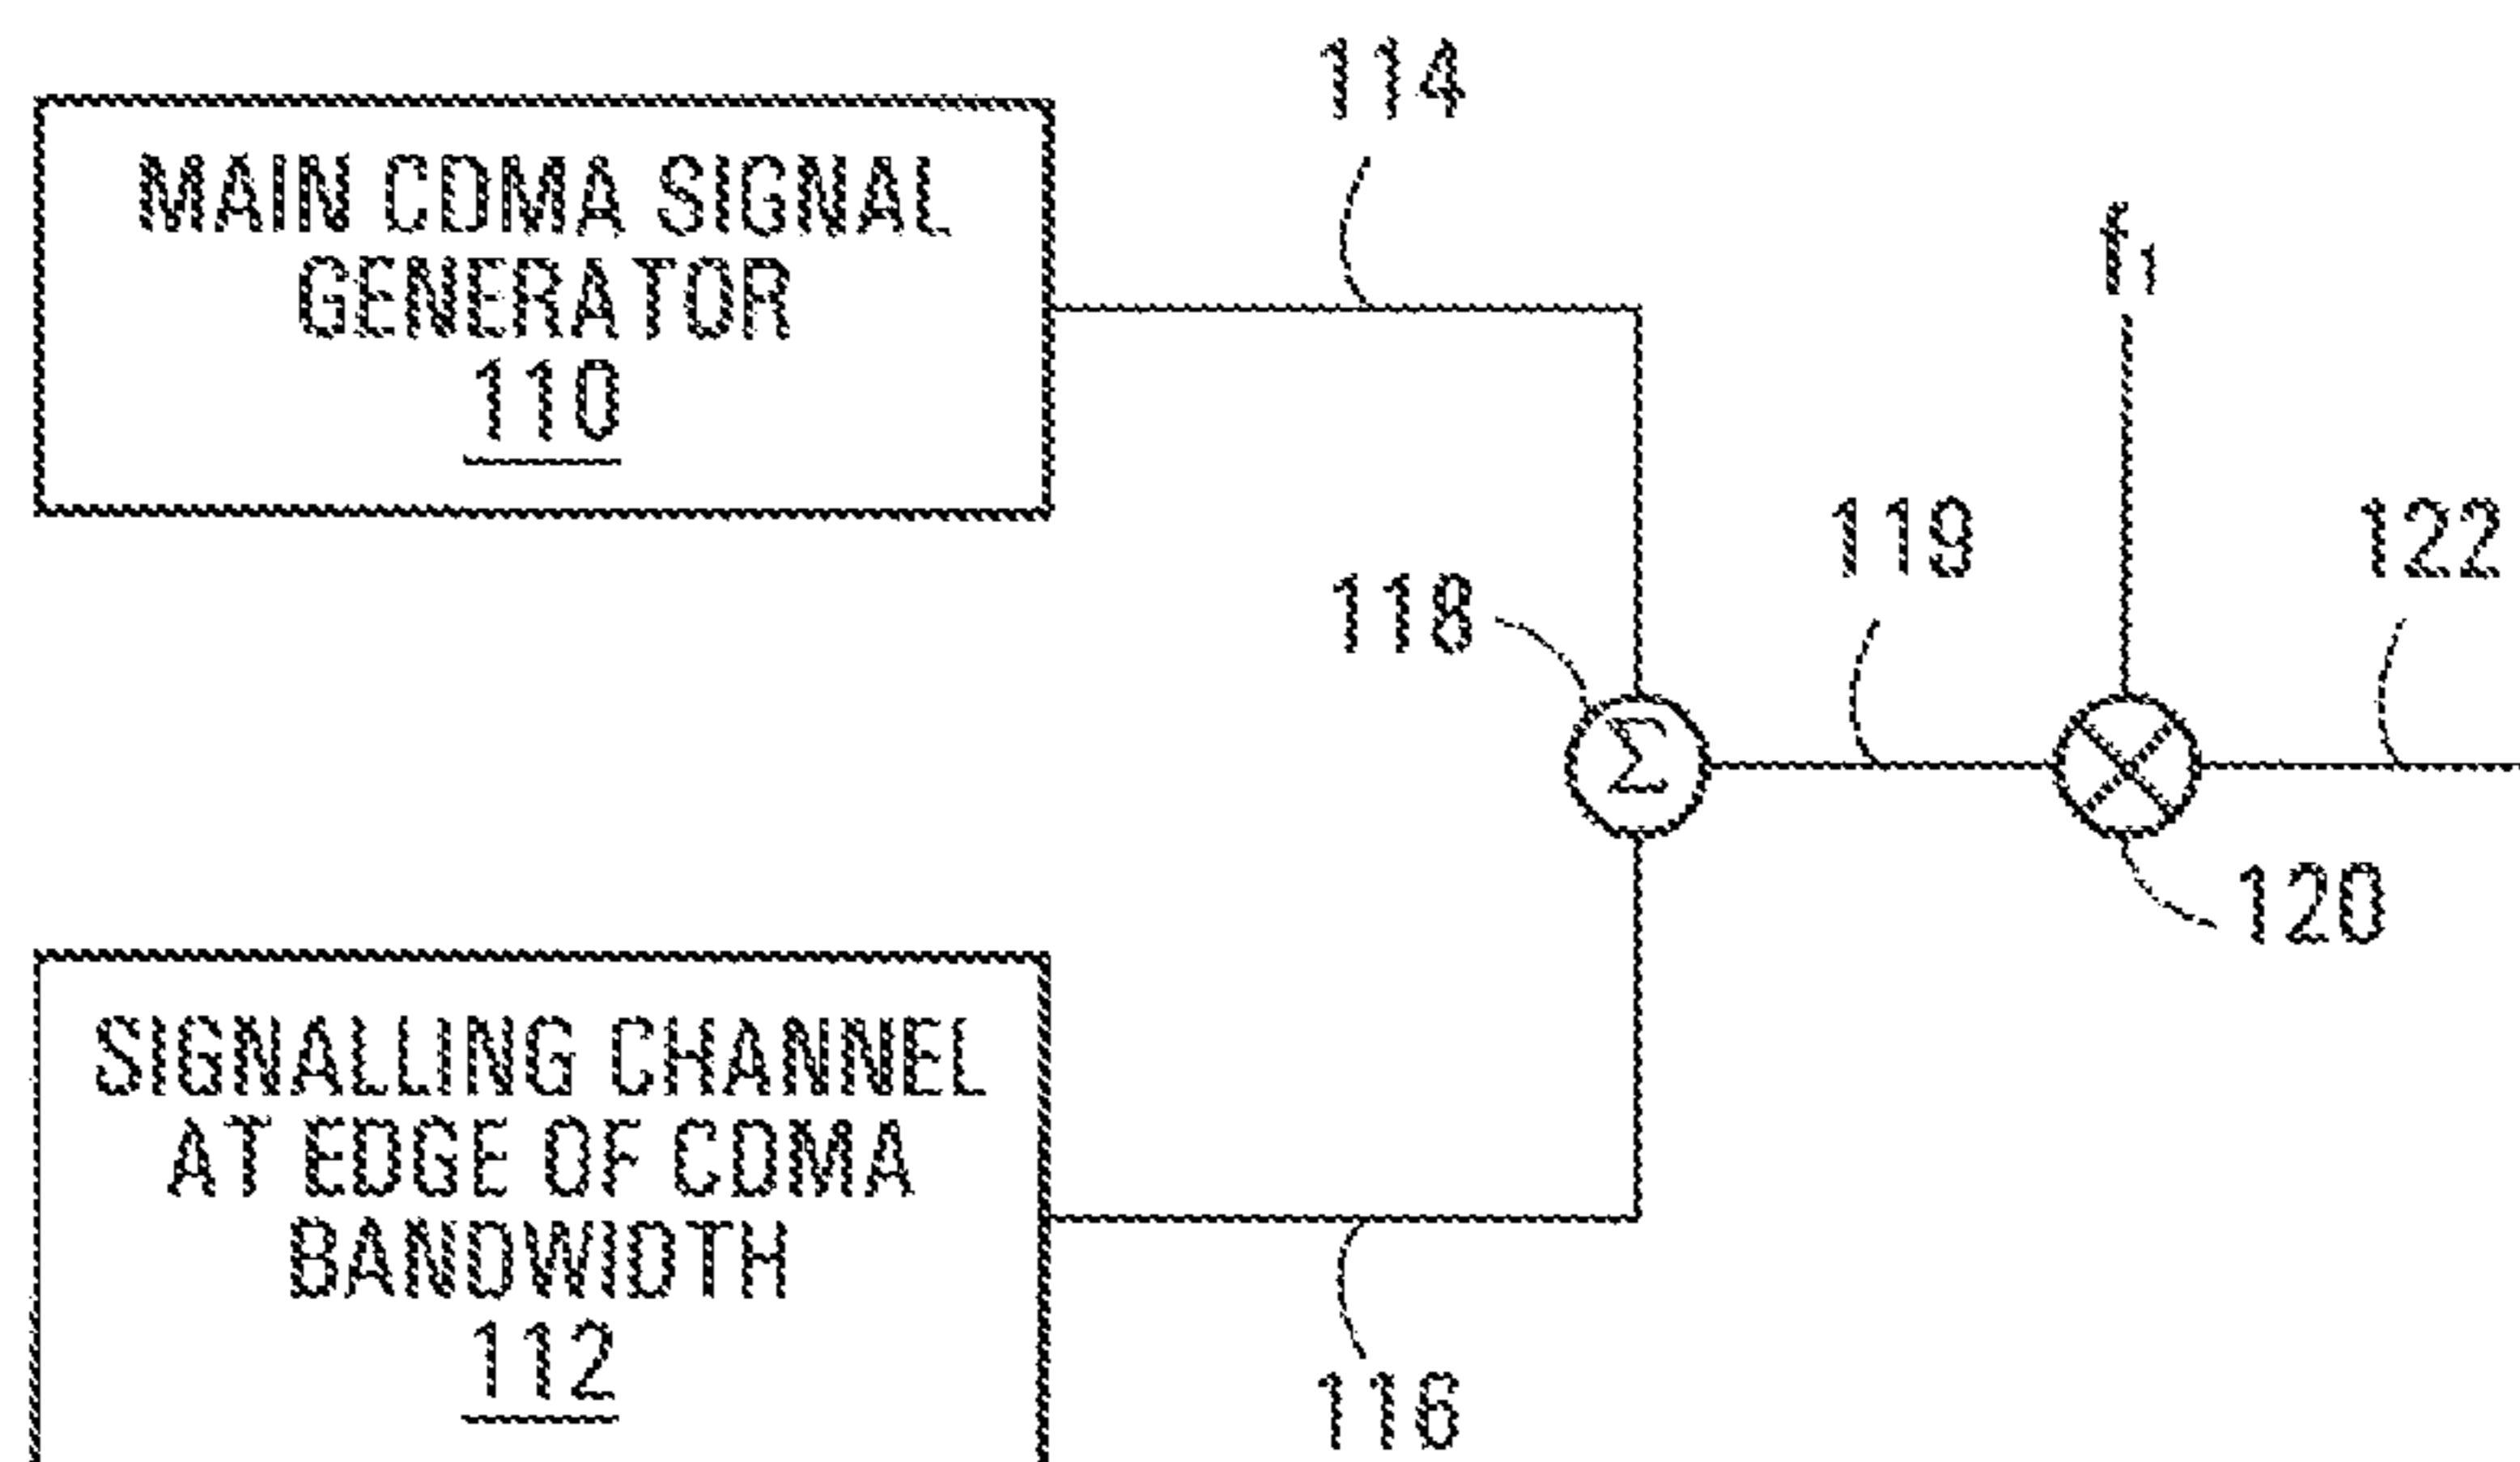 114
MAIN CDMA SIGNAL
GENERATOR
110
f1
119
122
118
Σ
120
SIGNALLING CHANNEL
AT EDGE OF CDMA
BANDWIDTH
112
116